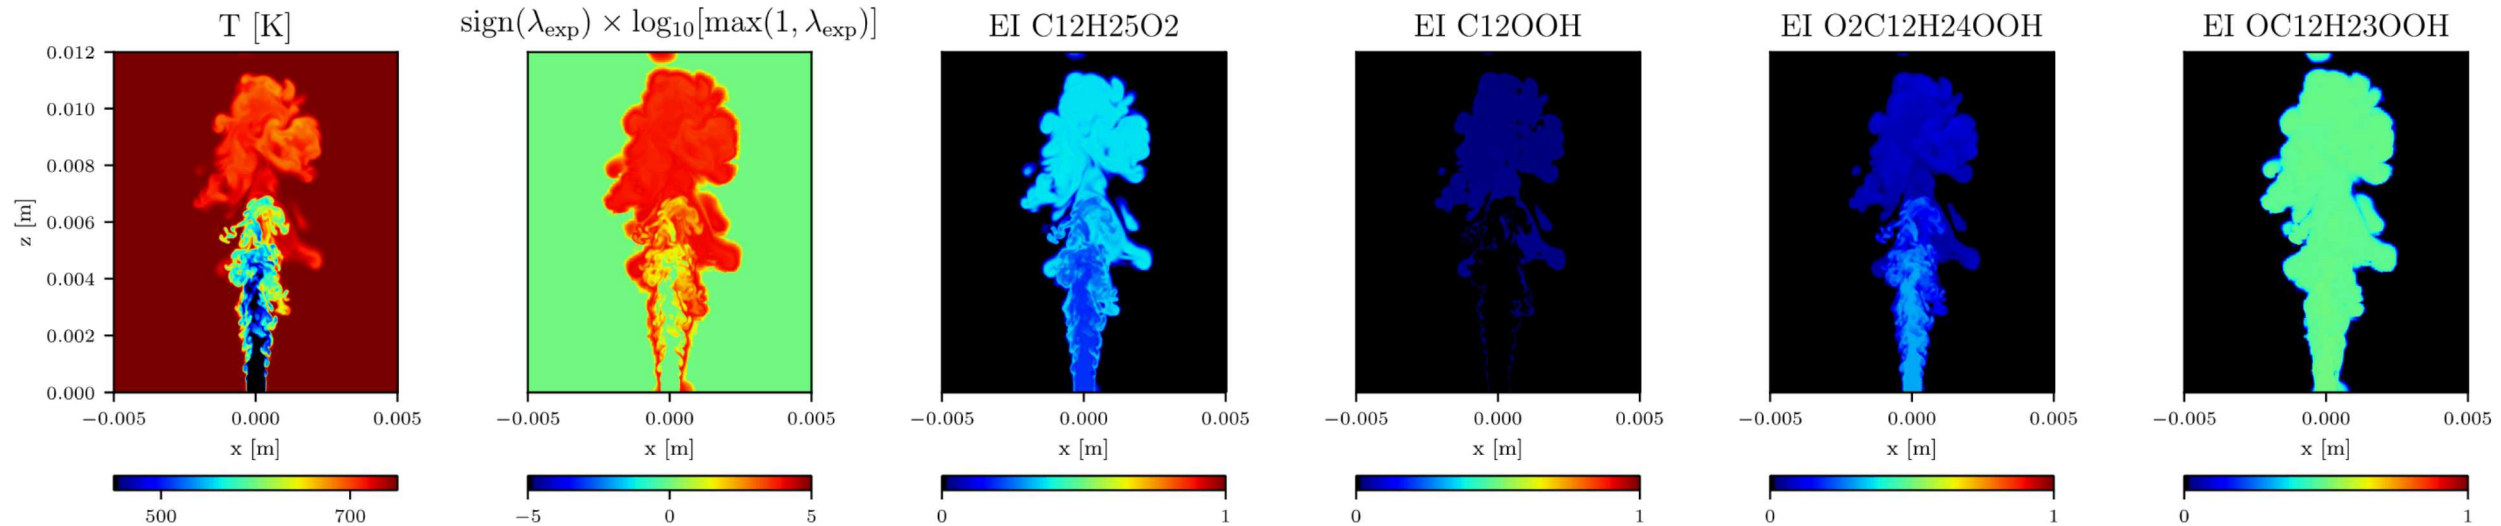 T [K]
sign(λexp) × log10[max(1, λexp)]
EI C12H25O2
EI C12OOH
EI O2C12H24OOH
EI OC12H23OOH
0.012
0.010
0.008
0.006
0.004
0.002
0.000
z [m]
−0.005 0.000 0.005
−0.005 0.000 0.005
−0.005 0.000 0.005
−0.005 0.000 0.005
−0.005 0.000 0.005
−0.005 0.000 0.005
x [m]
x [m]
x [m]
x [m]
x [m]
x [m]
500 700
−5 0 5
0 1
0 1
0 1
0 1